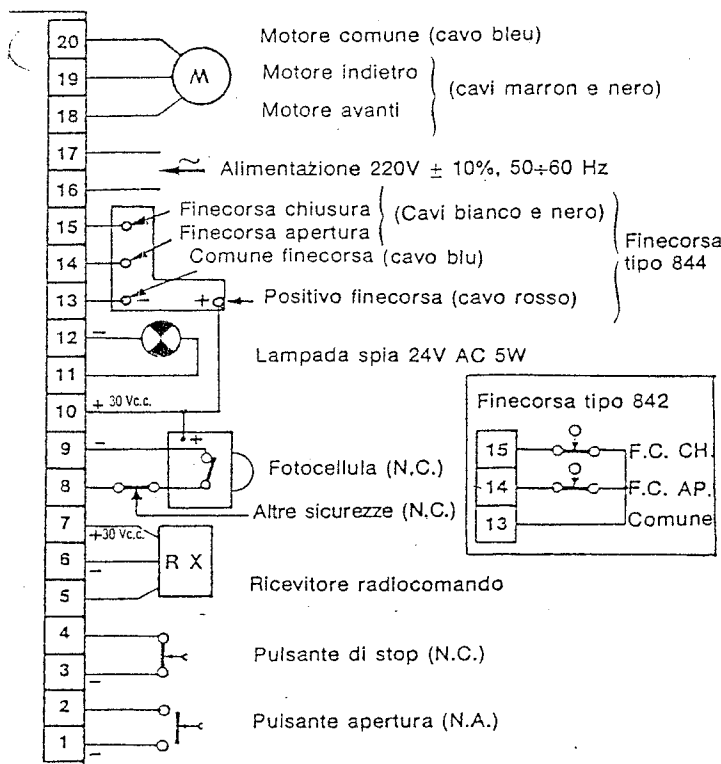 20 Motore comune (cavo bleu)
19 M Motore indietro
(cavi marron e nero)
18 Motore avanti
17
Alimentazione 220V ± 10%, 50÷60 Hz
16
15 Finecorsa chiusura
(Cavi bianco e nero)
Finecorsa apertura
Finecorsa
tipo 844
14 Comune finecorsa (cavo blu)
13 − + Positivo finecorsa (cavo rosso)
12 −
Lampada spia 24V AC 5W
11
10 + 30 Vc.c.
9 − +
Fotocellula (N.C.)
8
Altre sicurezze (N.C.)
7 +30 Vc.c.
6 − R X
Ricevitore radiocomando
5
4
Pulsante di stop (N.C.)
3 −
2
Pulsante apertura (N.A.)
1 −
Finecorsa tipo 842
15 F.C. CH.
14 F.C. AP.
13 Comune